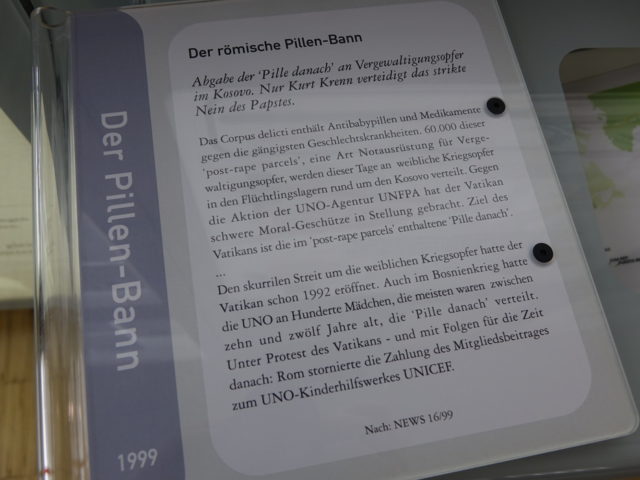 Der Pillen-Bann
1999
Der römische Pillen-Bann
Abgabe der 'Pille danach' an Vergewaltigungsopfer
im Kosovo. Nur Kurt Krenn verteidigt das strikte
Nein des Papstes.
Das Corpus delicti enthält Antibabypillen und Medikamente
gegen die gängigsten Geschlechtskrankheiten. 60.000 dieser
'post-rape parcels', eine Art Notausrüstung für Verge-
waltigungsopfer, werden dieser Tage an weibliche Kriegsopfer
in den Flüchtlingslagern rund um den Kosovo verteilt. Gegen
die Aktion der UNO-Agentur UNFPA hat der Vatikan
schwere Moral-Geschütze in Stellung gebracht. Ziel des
Vatikans ist die im 'post-rape parcels' enthaltene 'Pille danach'.
...
Den skurrilen Streit um die weiblichen Kriegsopfer hatte der
Vatikan schon 1992 eröffnet. Auch im Bosnienkrieg hatte
die UNO an Hunderte Mädchen, die meisten waren zwischen
zehn und zwölf Jahre alt, die 'Pille danach' verteilt.
Unter Protest des Vatikans - und mit Folgen für die Zeit
danach: Rom stornierte die Zahlung des Mitgliedsbeitrages
zum UNO-Kinderhilfswerkes UNICEF.
Nach: NEWS 16/99